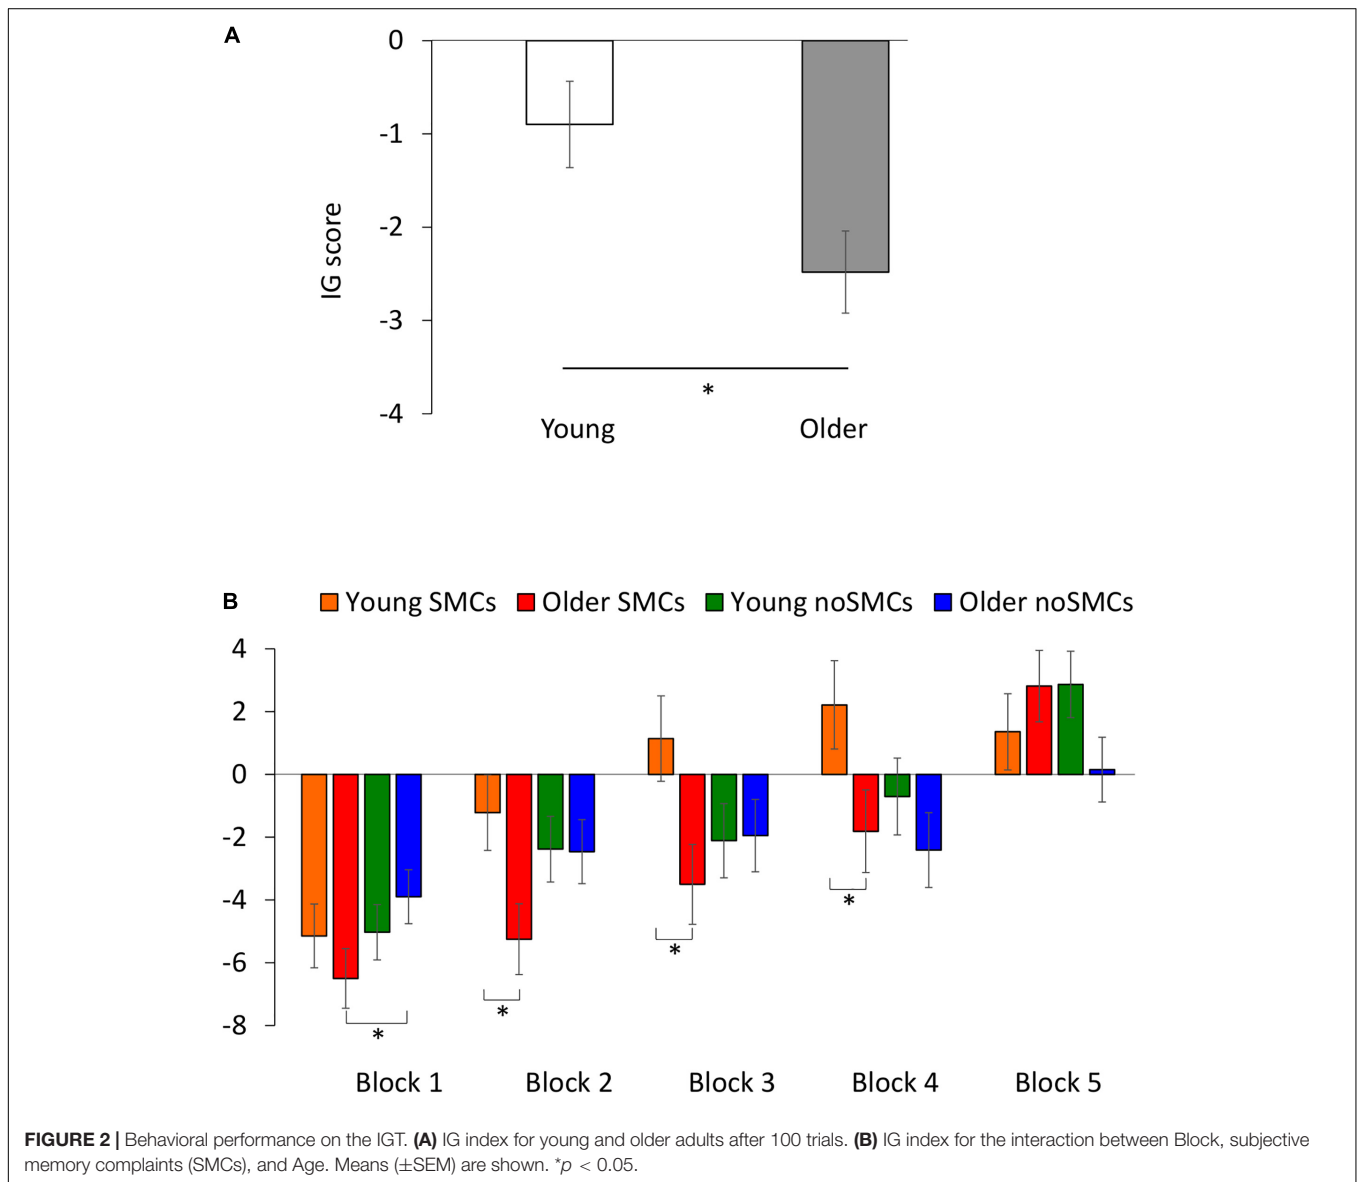 A
0
-1
-2
-3
-4
IG score
*
Young Older
B
Young SMCs Older SMCs Young noSMCs Older noSMCs
4
2
0
-2
-4
-6
-8
* * * *
Block 1 Block 2 Block 3 Block 4 Block 5
FIGURE 2 | Behavioral performance on the IGT. (A) IG index for young and older adults after 100 trials. (B) IG index for the interaction between Block, subjective
memory complaints (SMCs), and Age. Means (±SEM) are shown. *p < 0.05.